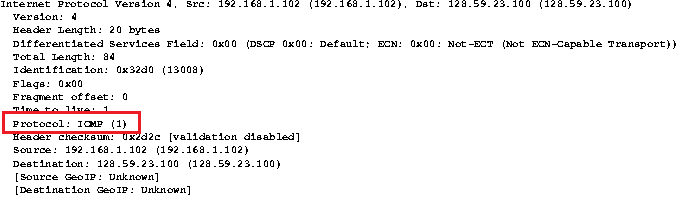 Internet Protocol Version 4, Src: 192.168.1.102 (192.168.1.102), Dst: 128.59.23.100 (128.59.23.100)
Version: 4
Header Length: 20 bytes
Differentiated Services Field: 0x00 (DSCP 0x00: Default; ECN: 0x00: Not-ECT (Not ECN-Capable Transport))
Total Length: 84
Identification: 0x32d0 (13008)
Flags: 0x00
Fragment offset: 0
Time to live: 1
Protocol: ICMP (1)
Header checksum: 0x2d2c [validation disabled]
Source: 192.168.1.102 (192.168.1.102)
Destination: 128.59.23.100 (128.59.23.100)
[Source GeoIP: Unknown]
[Destination GeoIP: Unknown]